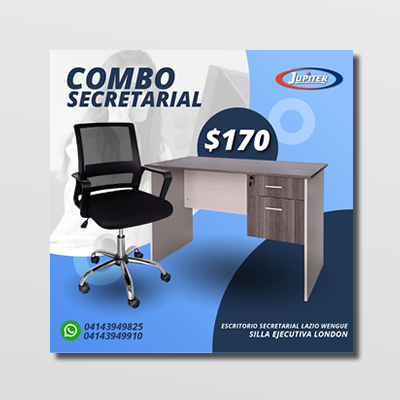 COMBO
SECRETARIAL
JUPITER
$170
04143949825
04143949910
ESCRITORIO SECRETARIAL LAZIO WENGUE
SILLA EJECUTIVA LONDON